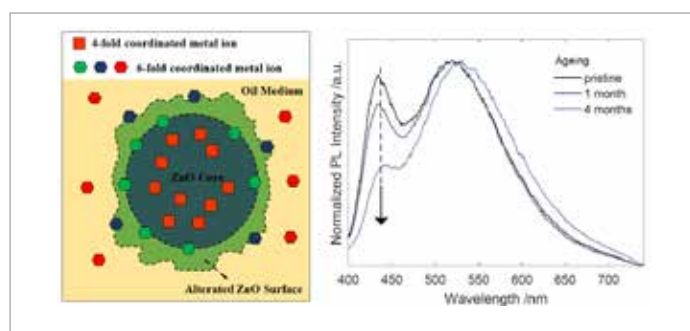 4-fold coordinated metal ion
6-fold coordinated metal ion
Oil Medium
ZnO Core
Alterated ZnO Surface
Normalized PL Intensity /a.u.
Ageing
pristine
1 month
4 months
400 450 500 550 600 650 700
Wavelength /nm